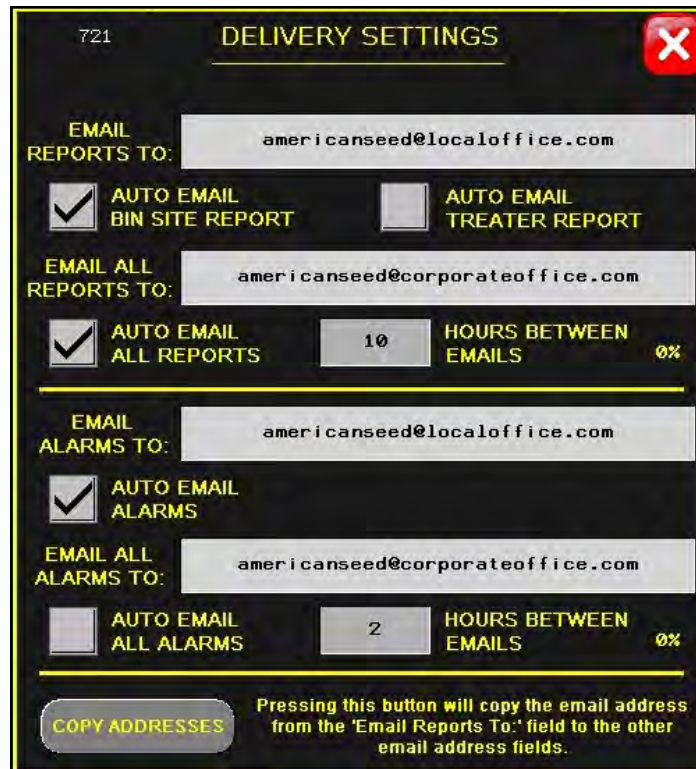 721 DELIVERY SETTINGS
EMAIL
REPORTS TO:
americanseed@localoffice.com
AUTO EMAIL
BIN SITE REPORT
AUTO EMAIL
TREATER REPORT
EMAIL ALL
REPORTS TO:
americanseed@corporateoffice.com
AUTO EMAIL
ALL REPORTS
10
HOURS BETWEEN
EMAILS
0%
EMAIL
ALARMS TO:
americanseed@localoffice.com
AUTO EMAIL
ALARMS
EMAIL ALL
ALARMS TO:
americanseed@corporateoffice.com
AUTO EMAIL
ALL ALARMS
2
HOURS BETWEEN
EMAILS
0%
COPY ADDRESSES
Pressing this button will copy the email address
from the 'Email Reports To:' field to the other
email address fields.